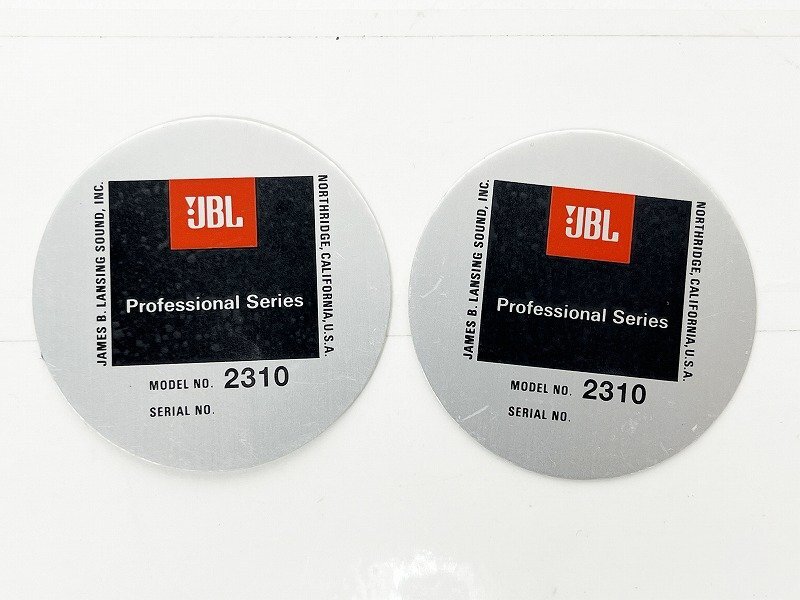 JBL
JAMES B. LANSING SOUND, INC.
NORTHRIDGE, CALIFORNIA, U.S.A.
Professional Series
MODEL NO. 2310
SERIAL NO.
JBL
JAMES B. LANSING SOUND, INC.
NORTHRIDGE, CALIFORNIA, U.S.A.
Professional Series
MODEL NO. 2310
SERIAL NO.